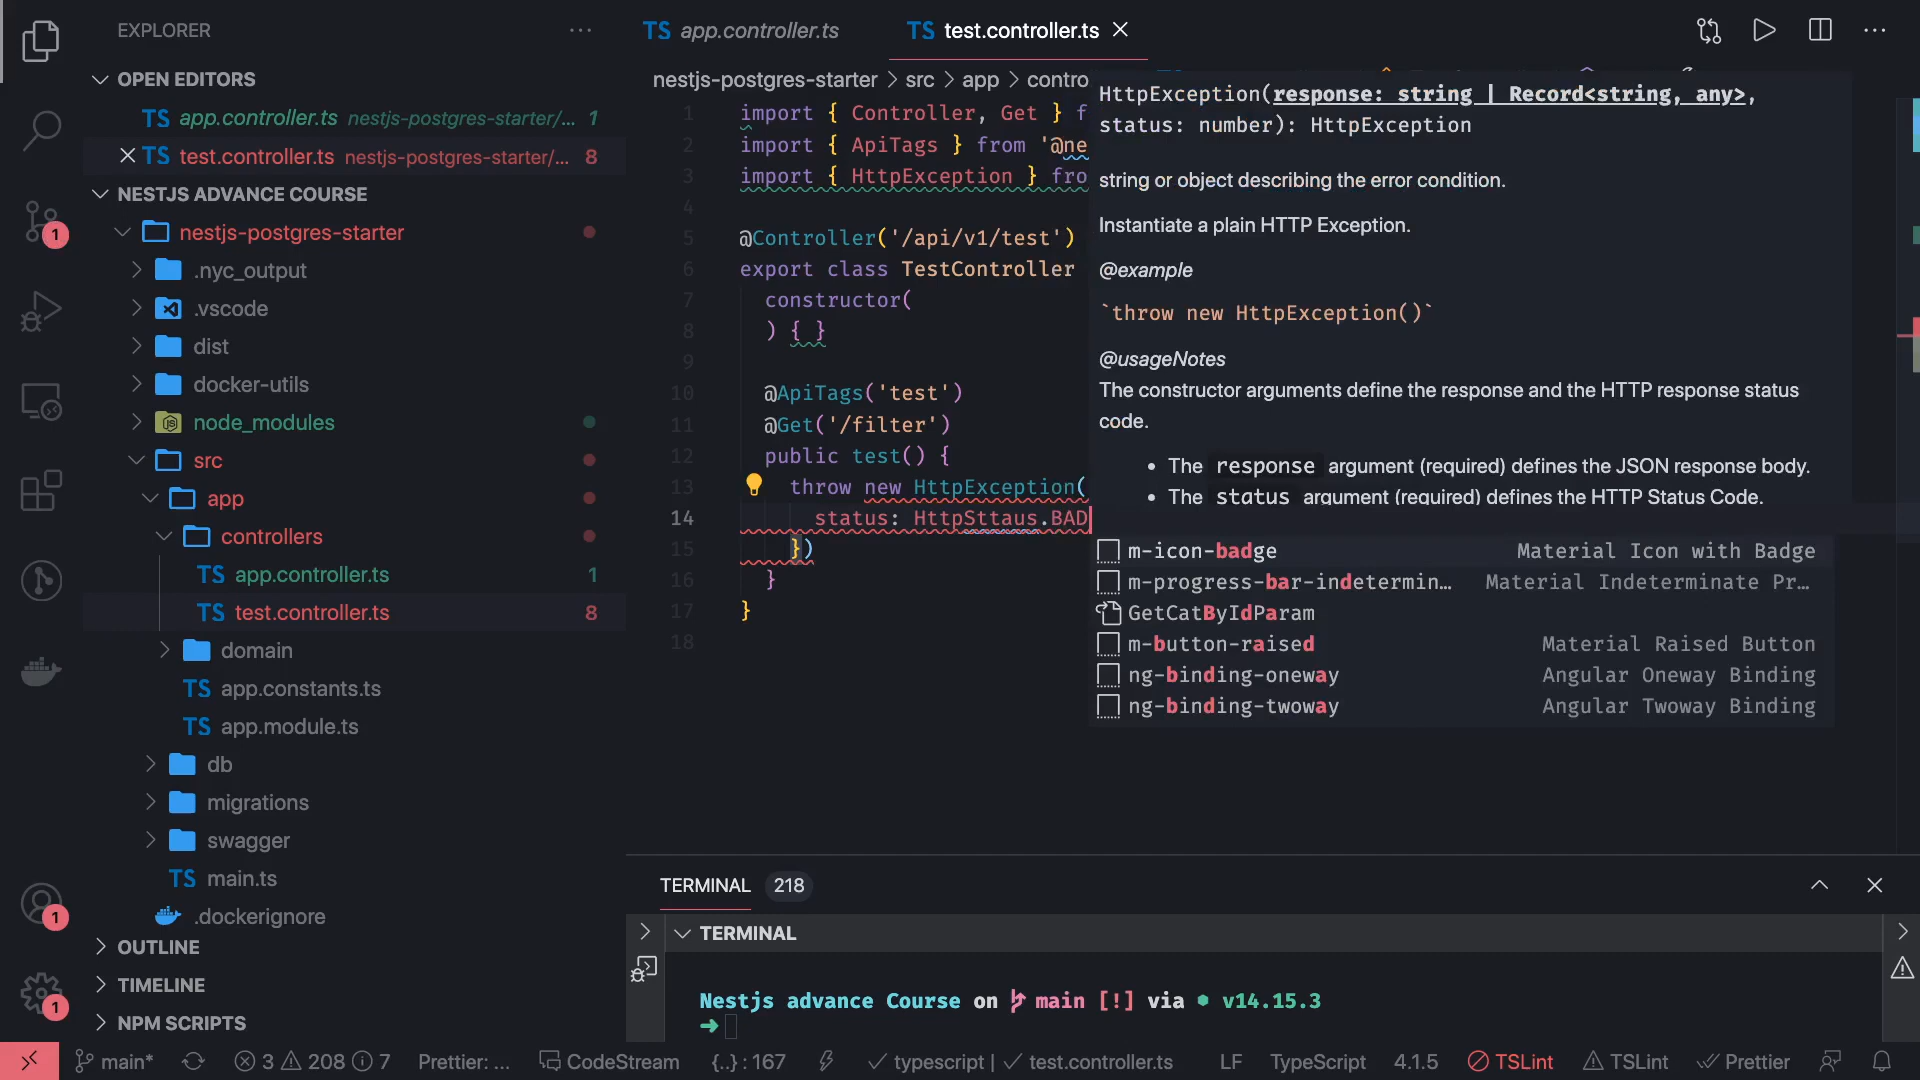 EXPLORER
OPEN EDITORS
TS app.controller.ts nestjs-postgres-starter/... 1
TS test.controller.ts nestjs-postgres-starter/... 8
NESTJS ADVANCE COURSE
nestjs-postgres-starter
.nyc_output
.vscode
dist
docker-utils
node_modules
src
app
controllers
TS app.controller.ts 1
TS test.controller.ts 8
domain
TS app.constants.ts
TS app.module.ts
db
migrations
swagger
TS main.ts
.dockerignore
OUTLINE
TIMELINE
NPM SCRIPTS
1
1
1
TS app.controller.ts
TS test.controller.ts
nestjs-postgres-starter > src > app > contro
1 import { Controller, Get } f
2 import { ApiTags } from '@ne
3 import { HttpException } fro
4
5 @Controller('/api/v1/test')
6 export class TestController
7 constructor(
8 ) { }
9
10 @ApiTags('test')
11 @Get('/filter')
12 public test() {
13 throw new HttpException(
14 status: HttpSttaus.BAD
15 })
16 }
17 }
18
HttpException(response: string | Record<string, any>,
status: number): HttpException
string or object describing the error condition.
Instantiate a plain HTTP Exception.
@example
`throw new HttpException()`
@usageNotes
The constructor arguments define the response and the HTTP response status
code.
• The response argument (required) defines the JSON response body.
• The status argument (required) defines the HTTP Status Code.
m-icon-badge Material Icon with Badge
m-progress-bar-indetermin... Material Indeterminate Pr...
GetCatByIdParam
m-button-raised Material Raised Button
ng-binding-oneway Angular Oneway Binding
ng-binding-twoway Angular Twoway Binding
TERMINAL 218
TERMINAL
Nestjs advance Course on main [!] via ● v14.15.3
➜
main* 3 208 7 Prettier: ... CodeStream {..} : 167 typescript | test.controller.ts LF TypeScript 4.1.5 TSLint TSLint Prettier